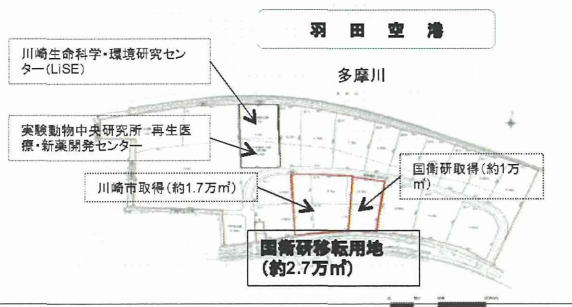 羽田空港
多摩川
川崎生命科学・環境研究セン
ター(LiSE)
実験動物中央研究所 再生医
療・新薬開発センター
川崎市取得(約1.7万㎡)
国衛研取得(約1万
㎡)
国衛研移転用地
(約2.7万㎡)